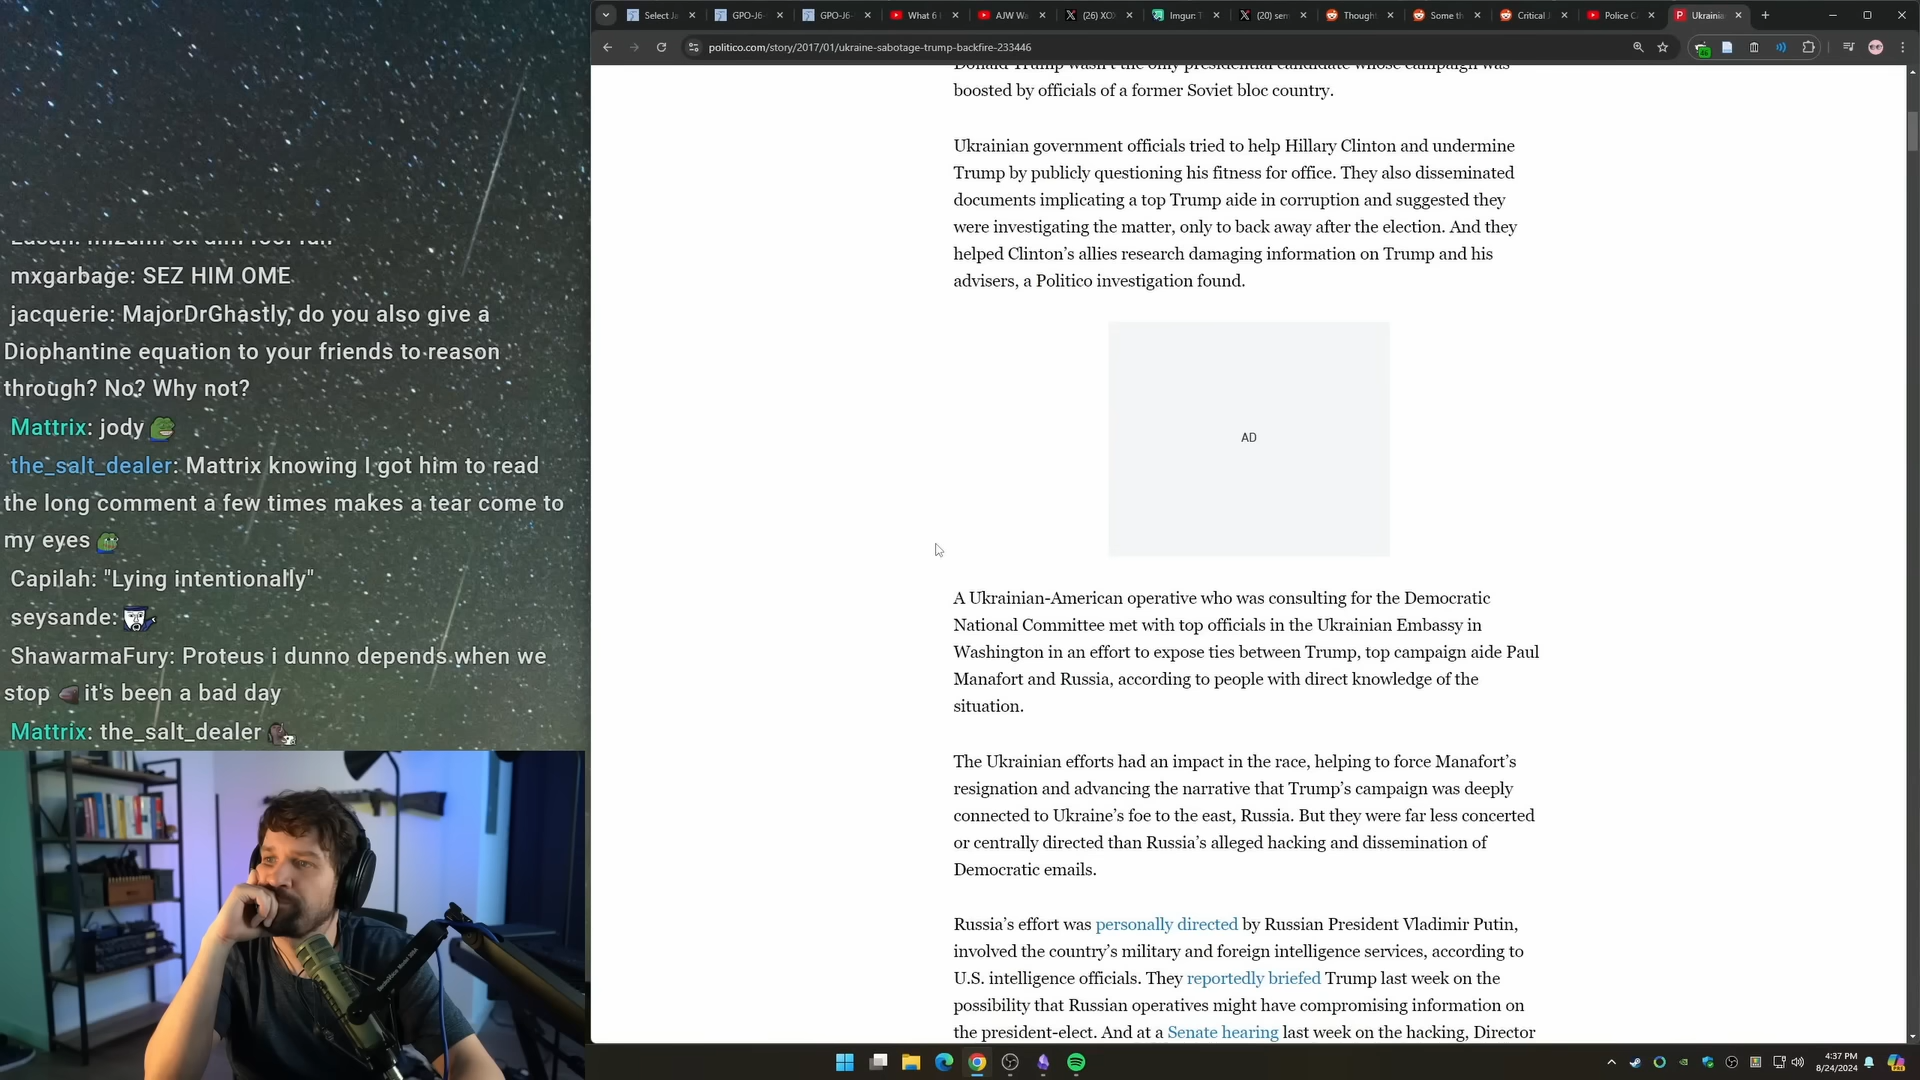 Select J
GPO-J6-
GPO-J6-
What 6 
AJW Wa
(26) XO
Imgur: T
(20) sen
Thought
Some th
Critical
Police C
Ukrainia
politico.com/story/2017/01/ukraine-sabotage-trump-backfire-233446
mxgarbage: SEZ HIM OME
jacquerie: MajorDrGhastly, do you also give a
Diophantine equation to your friends to reason
through? No? Why not?
Mattrix: jody
the_salt_dealer: Mattrix knowing I got him to read
the long comment a few times makes a tear come to
my eyes
Capilah: "Lying intentionally"
seysande:
ShawarmaFury: Proteus i dunno depends when we
stop it's been a bad day
Mattrix: the_salt_dealer
Donald Trump wasn't the only presidential candidate whose campaign was
boosted by officials of a former Soviet bloc country.
Ukrainian government officials tried to help Hillary Clinton and undermine
Trump by publicly questioning his fitness for office. They also disseminated
documents implicating a top Trump aide in corruption and suggested they
were investigating the matter, only to back away after the election. And they
helped Clinton's allies research damaging information on Trump and his
advisers, a Politico investigation found.
AD
A Ukrainian-American operative who was consulting for the Democratic
National Committee met with top officials in the Ukrainian Embassy in
Washington in an effort to expose ties between Trump, top campaign aide Paul
Manafort and Russia, according to people with direct knowledge of the
situation.
The Ukrainian efforts had an impact in the race, helping to force Manafort's
resignation and advancing the narrative that Trump's campaign was deeply
connected to Ukraine's foe to the east, Russia. But they were far less concerted
or centrally directed than Russia's alleged hacking and dissemination of
Democratic emails.
Russia's effort was personally directed by Russian President Vladimir Putin,
involved the country's military and foreign intelligence services, according to
U.S. intelligence officials. They reportedly briefed Trump last week on the
possibility that Russian operatives might have compromising information on
the president-elect. And at a Senate hearing last week on the hacking, Director
4:37 PM
8/24/2024